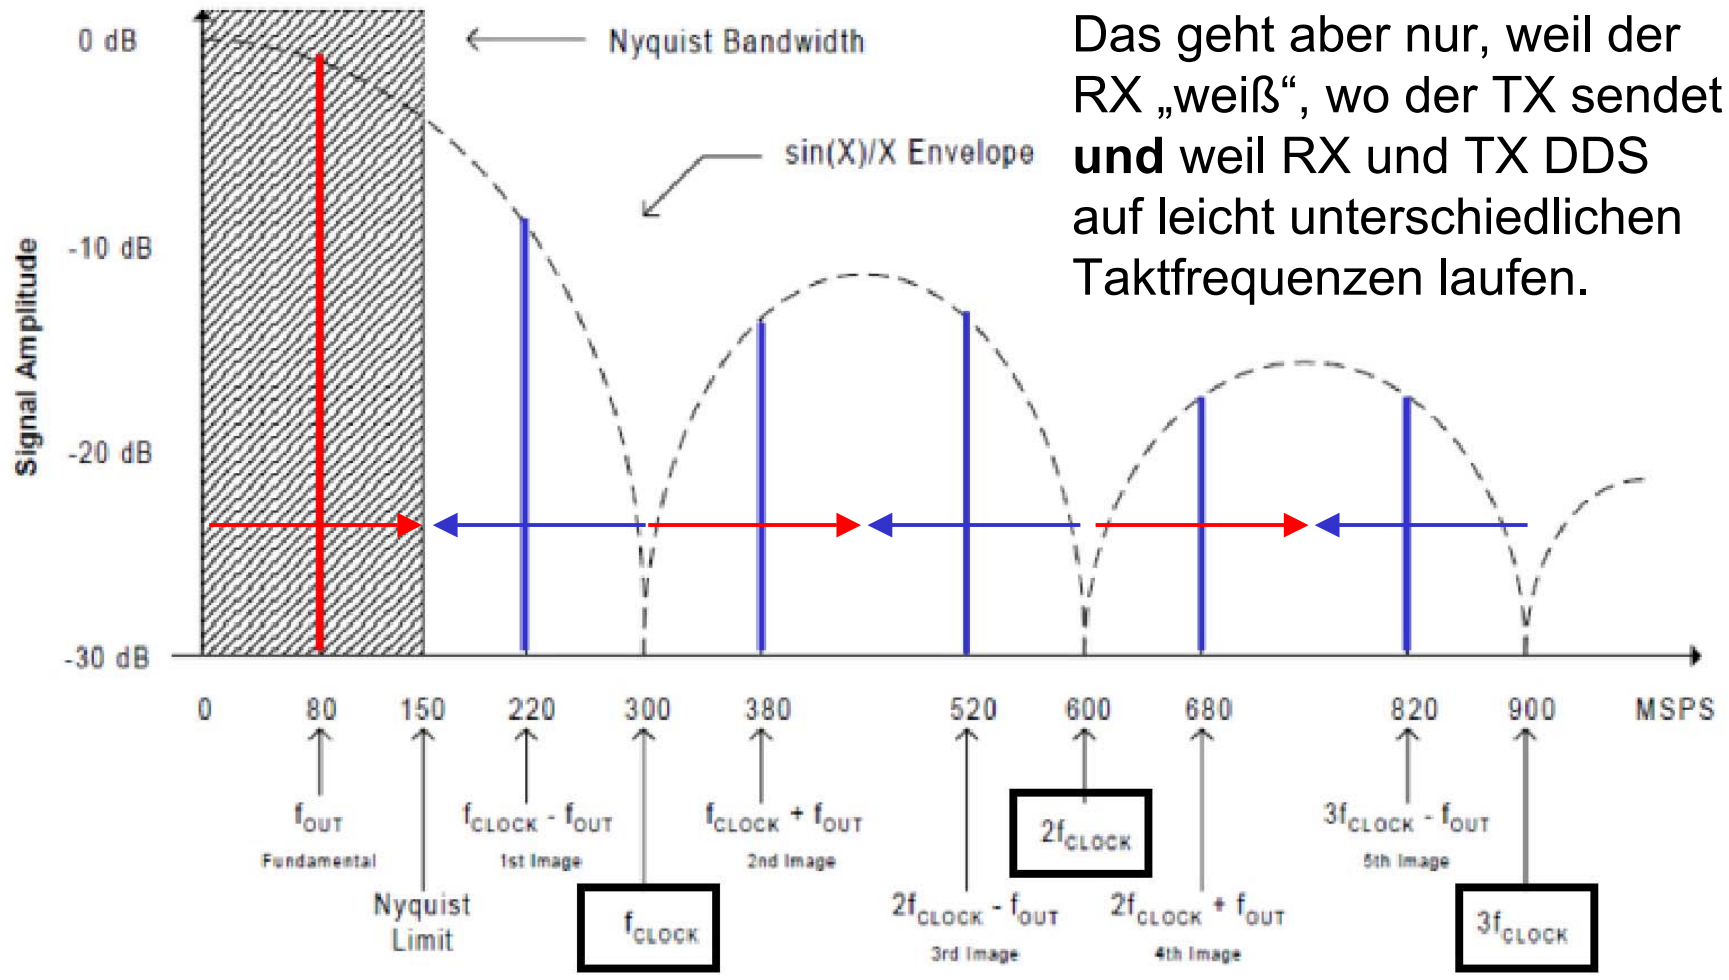 Das geht aber nur, weil der
RX „weiß“, wo der TX sendet
und weil RX und TX DDS
auf leicht unterschiedlichen
Taktfrequenzen laufen.
Nyquist Bandwidth
sin(X)/X Envelope
Signal Amplitude
0 dB
-10 dB
-20 dB
-30 dB
0 80 150 220 300 380 520 600 680 820 900 MSPS
fOUT
Fundamental
Nyquist
Limit
fCLOCK - fOUT
1st Image
fCLOCK
fCLOCK + fOUT
2nd Image
2fCLOCK - fOUT
3rd Image
2fCLOCK
2fCLOCK + fOUT
4th Image
3fCLOCK - fOUT
5th Image
3fCLOCK